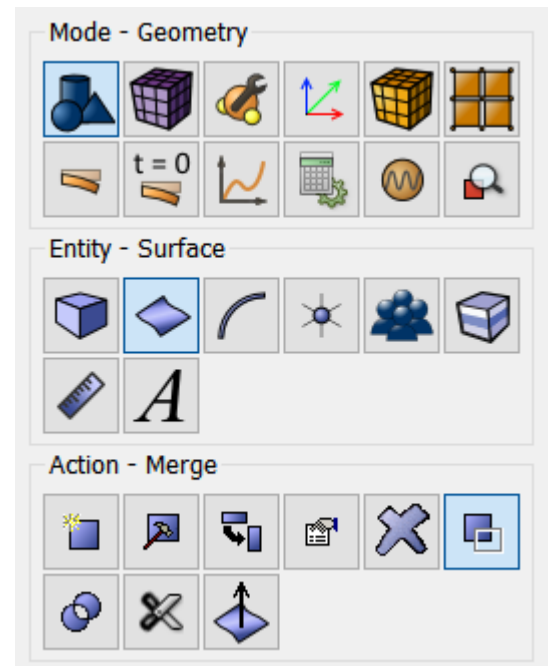 Mode - Geometry
t = 0
Entity - Surface
A
Action - Merge